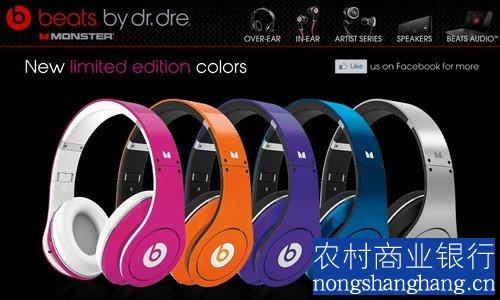 beats by dr. dre
MONSTER
OVER-EAR
IN-EAR
ARTIST SERIES
SPEAKERS
BEATS AUDIO™
New limited edition colors
Like us on Facebook for more
农村商业银行
nongshanghang.cn